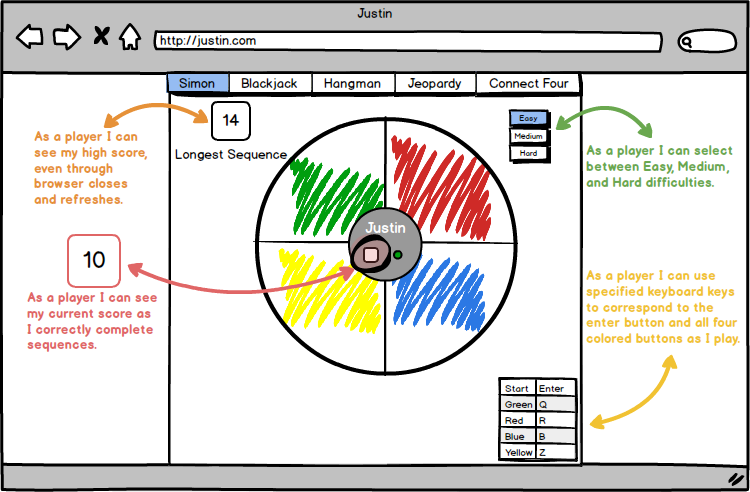 Justin
http://justin.com
Simon
Blackjack
Hangman
Jeopardy
Connect Four
14
Longest Sequence
Easy
Medium
Hard
As a player I can
see my high score,
even through
browser closes
and refreshes.
As a player I can select
between Easy, Medium,
and Hard difficulties.
Justin
10
As a player I can see
my current score as
I correctly complete
sequences.
As a player I can use
specified keyboard keys
to correspond to the
enter button and all four
colored buttons as I play.
Start Enter
Green Q
Red R
Blue B
Yellow Z